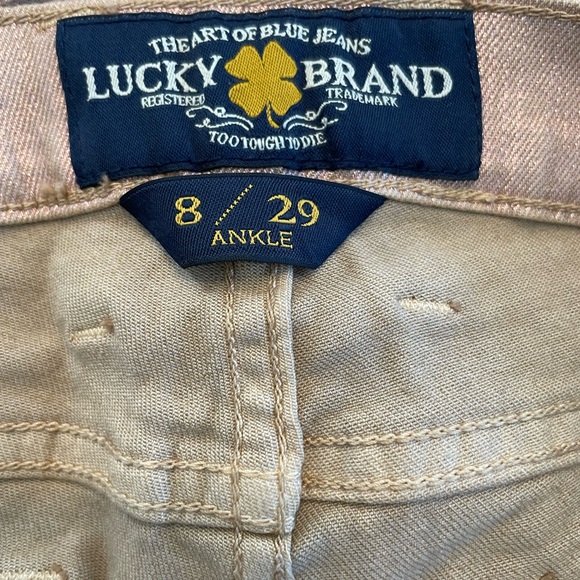 THE ART OF BLUE JEANS
LUCKY BRAND
REGISTERED TRADEMARK
TOO TOUGH TO DIE
8 / 29
ANKLE